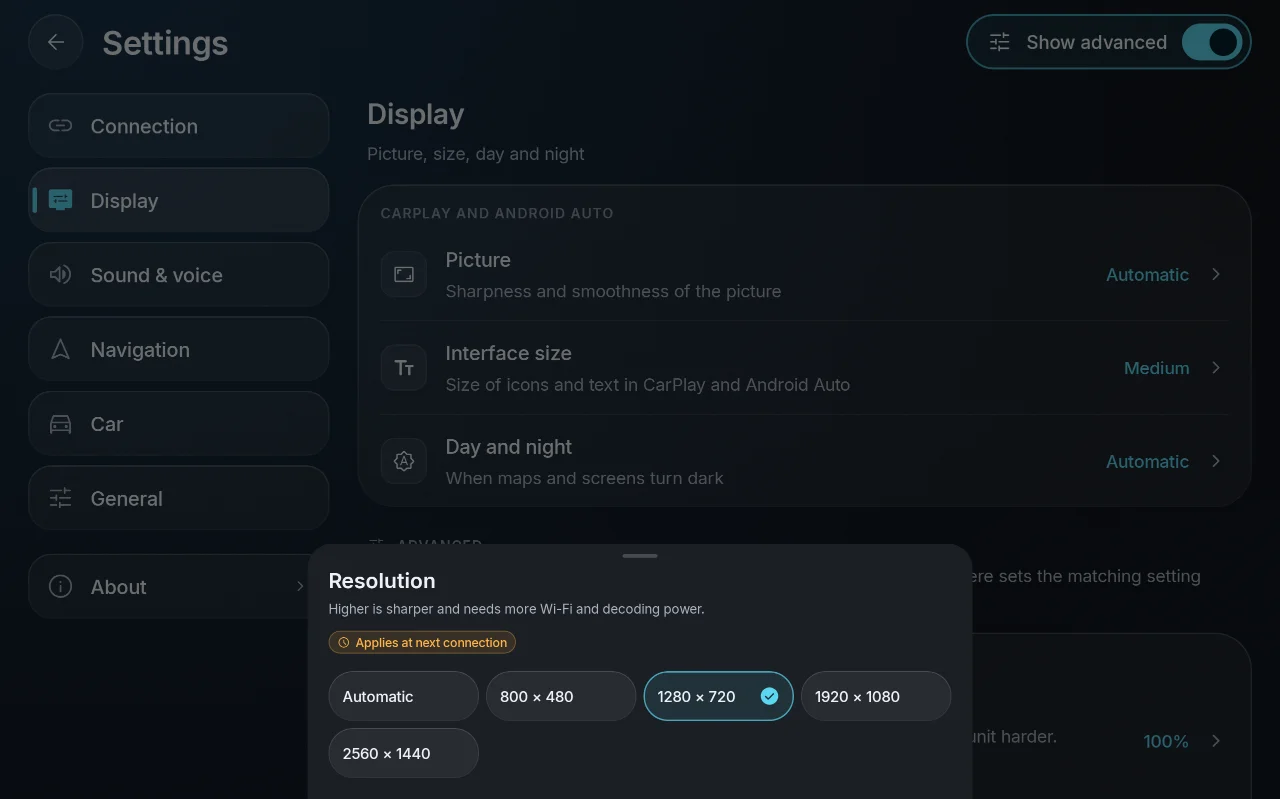 Settings
Show advanced
Connection
Display
Sound & voice
Navigation
Car
General
About
Display
Picture, size, day and night
CARPLAY AND ANDROID AUTO
Picture
Sharpness and smoothness of the picture
Automatic
Interface size
Size of icons and text in CarPlay and Android Auto
Medium
Day and night
When maps and screens turn dark
Automatic
ADVANCED
sets the matching setting
harder.
100%
Resolution
Higher is sharper and needs more Wi-Fi and decoding power.
Applies at next connection
Automatic
800 × 480
1280 × 720
1920 × 1080
2560 × 1440